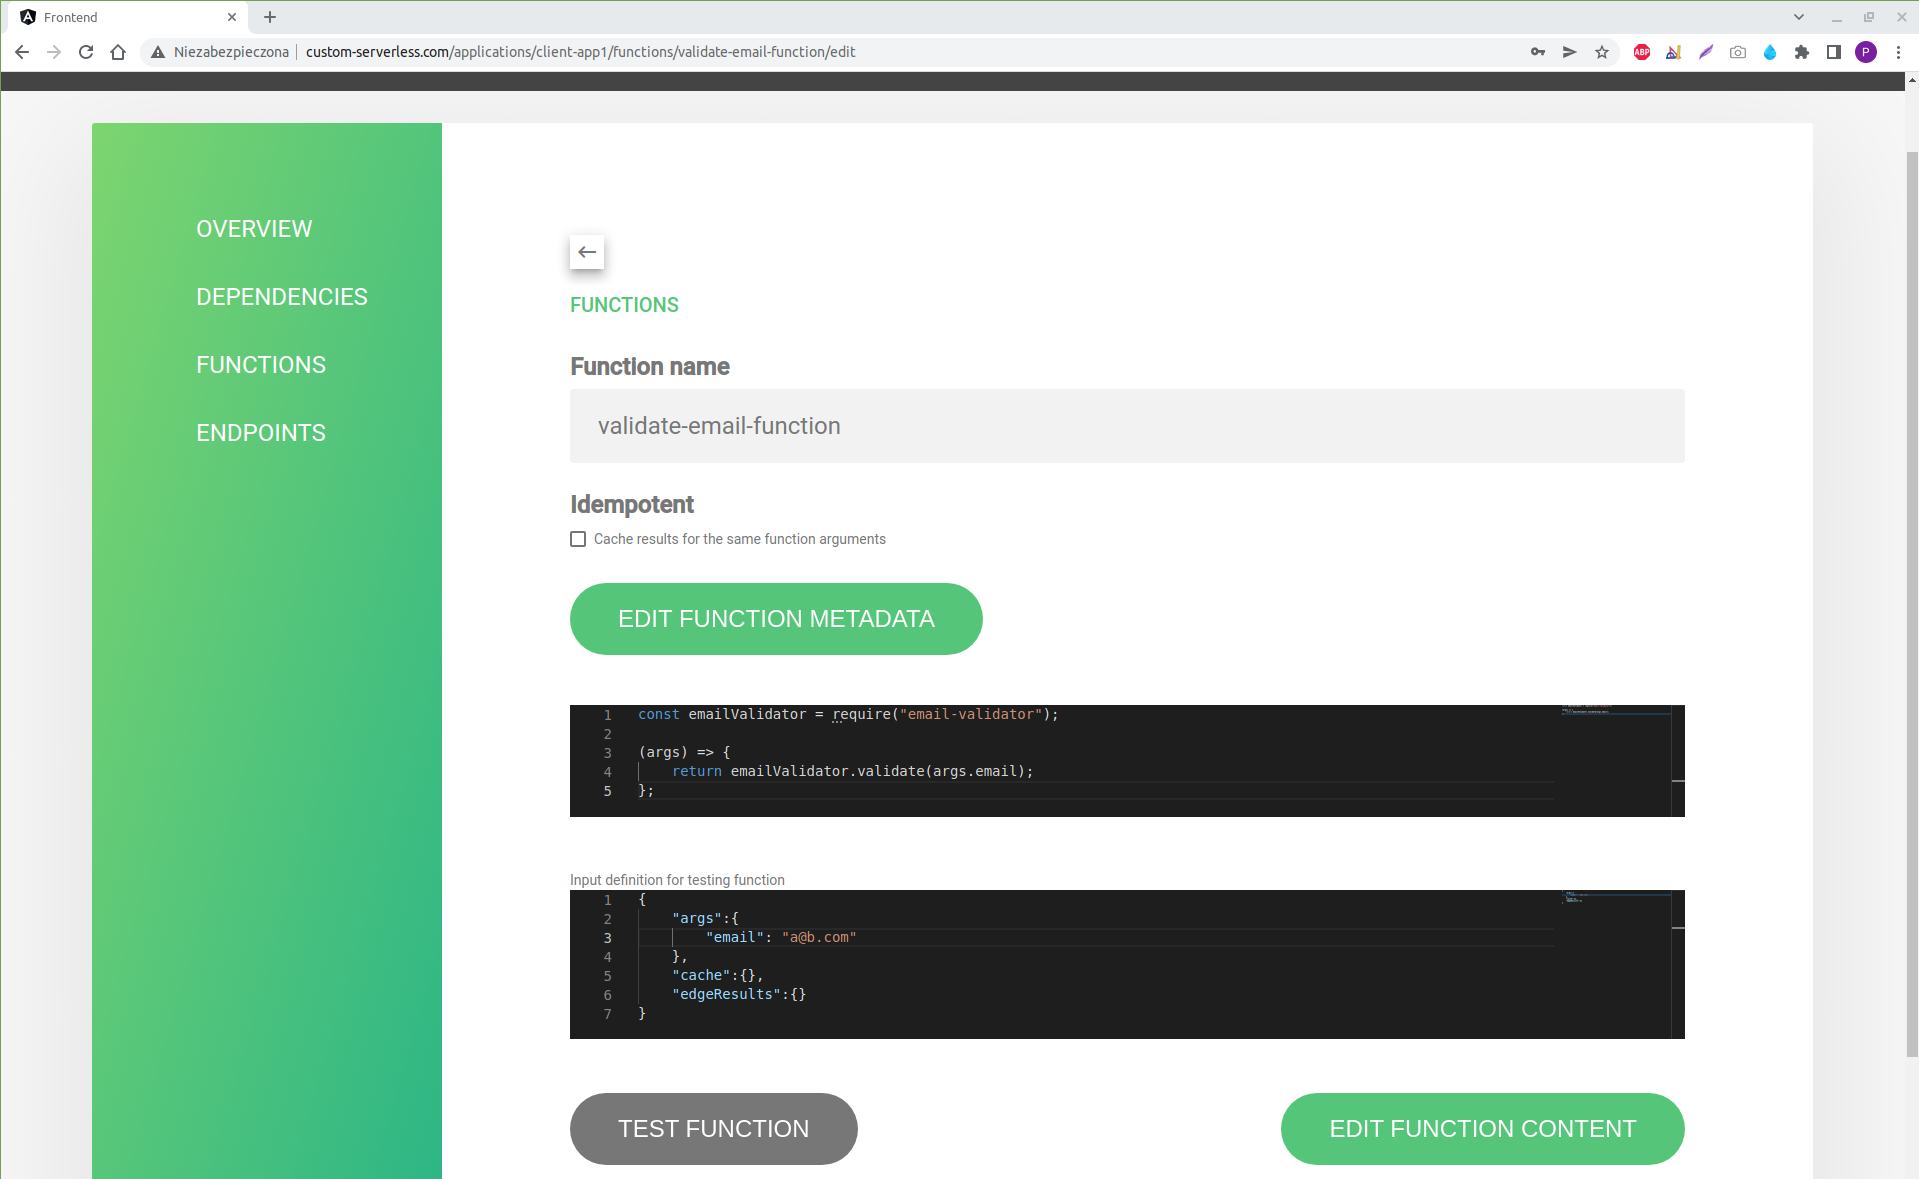 Frontend
Niezabezpieczona custom-serverless.com/applications/client-app1/functions/validate-email-function/edit
ABP
P
OVERVIEW
DEPENDENCIES
FUNCTIONS
ENDPOINTS
FUNCTIONS
Function name
validate-email-function
Idempotent
Cache results for the same function arguments
EDIT FUNCTION METADATA
1 const emailValidator = require("email-validator");
2
3 (args) => {
4 return emailValidator.validate(args.email);
5 };
Input definition for testing function
1 {
2 "args":{
3 "email": "a@b.com"
4 },
5 "cache":{},
6 "edgeResults":{}
7 }
TEST FUNCTION
EDIT FUNCTION CONTENT